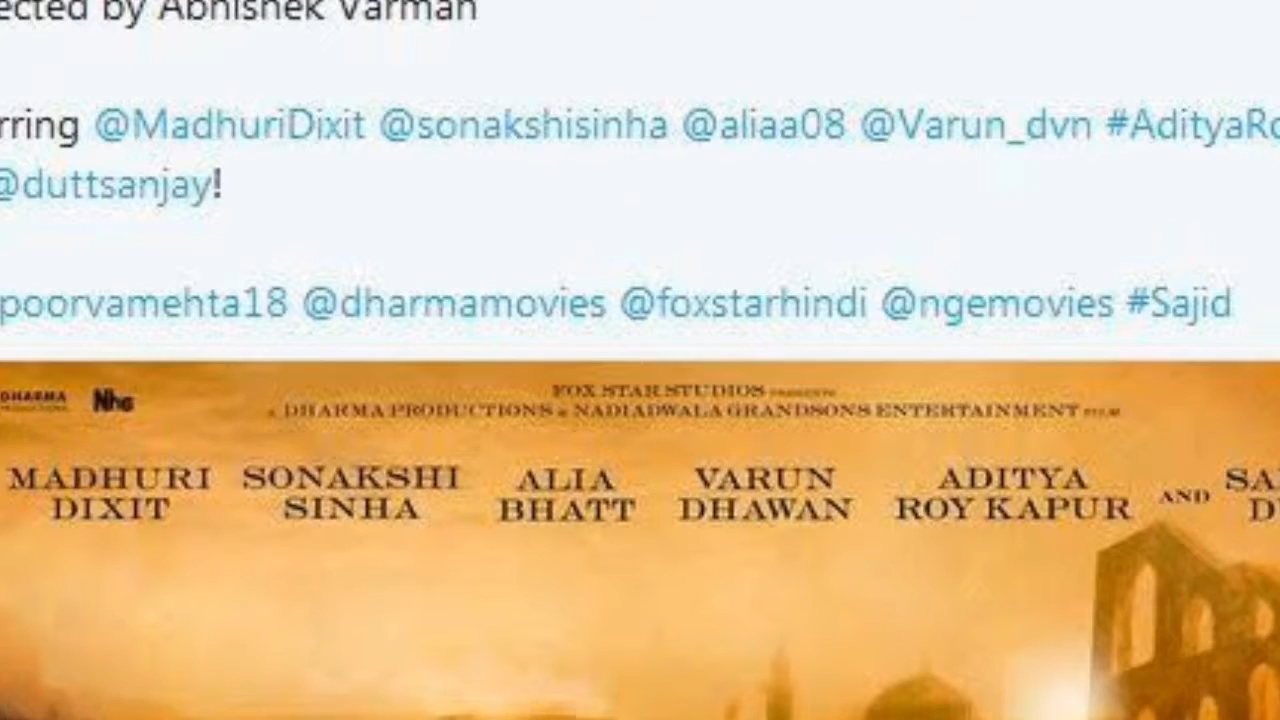 ected by Abhishek Varman
rring @MadhuriDixit @sonakshisinha @aliaa08 @Varun_dvn #AdityaRo
@duttsanjay!
poorvamehta18 @dharmamovies @foxstarhindi @ngemovies #Sajid
DHARMA
FOX STAR STUDIOS PRESENTS
A DHARMA PRODUCTIONS & NADIADWALA GRANDSONS ENTERTAINMENT FILM
MADHURI DIXIT SONAKSHI SINHA ALIA BHATT VARUN DHAWAN ADITYA ROY KAPUR AND SA D